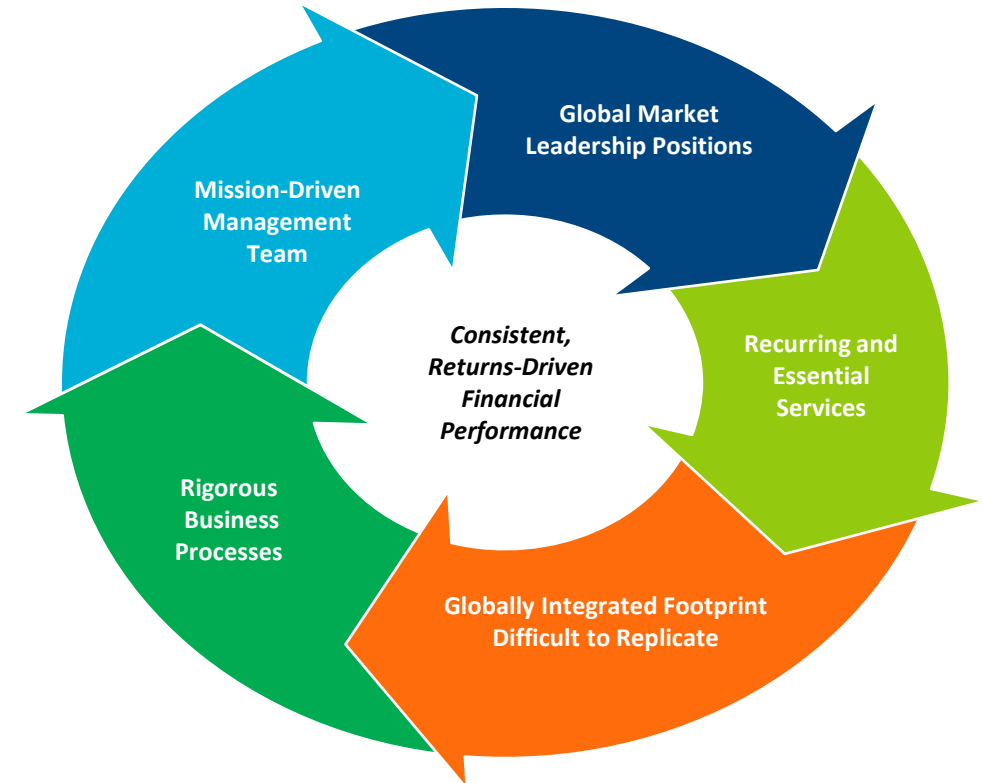 Global Market
Leadership Positions
Recurring and
Essential
Services
Globally Integrated Footprint
Difficult to Replicate
Rigorous
Business
Processes
Mission-Driven
Management
Team
Consistent,
Returns-Driven
Financial
Performance